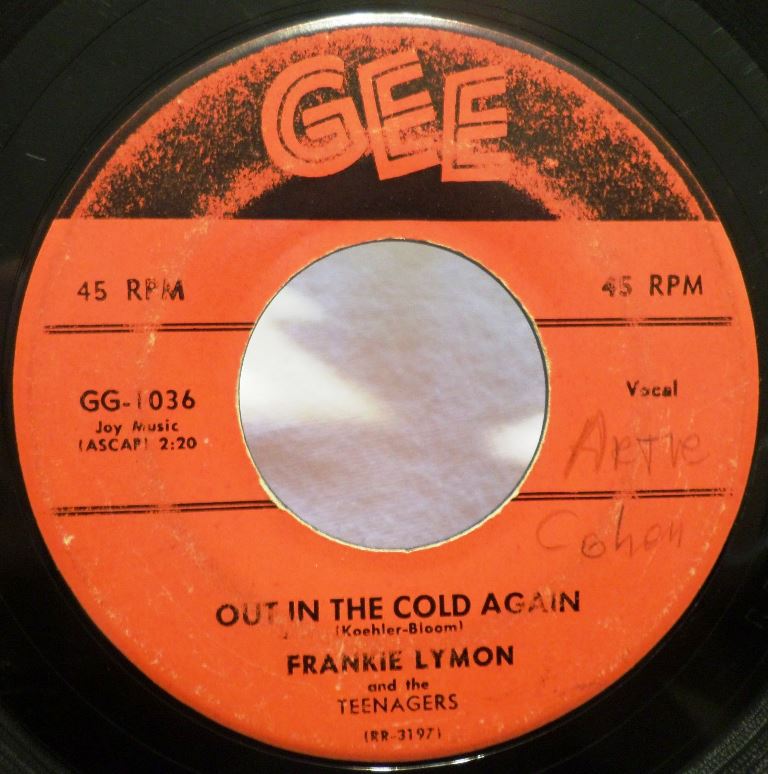 GEE
45 RPM
45 RPM
GG-1036
Joy Music
(ASCAP) 2:20
Vocal
Artie
Cohen
OUT IN THE COLD AGAIN
(Koehler-Bloom)
FRANKIE LYMON
and the
TEENAGERS
(RR-3197)